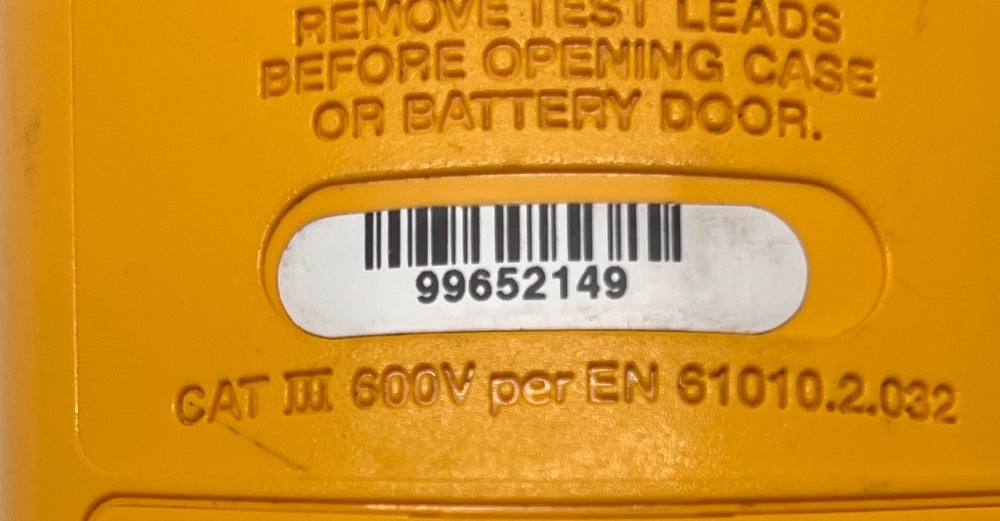 REMOVE TEST LEADS
BEFORE OPENING CASE
OR BATTERY DOOR.
99652149
CAT III 600V per EN 61010.2.032